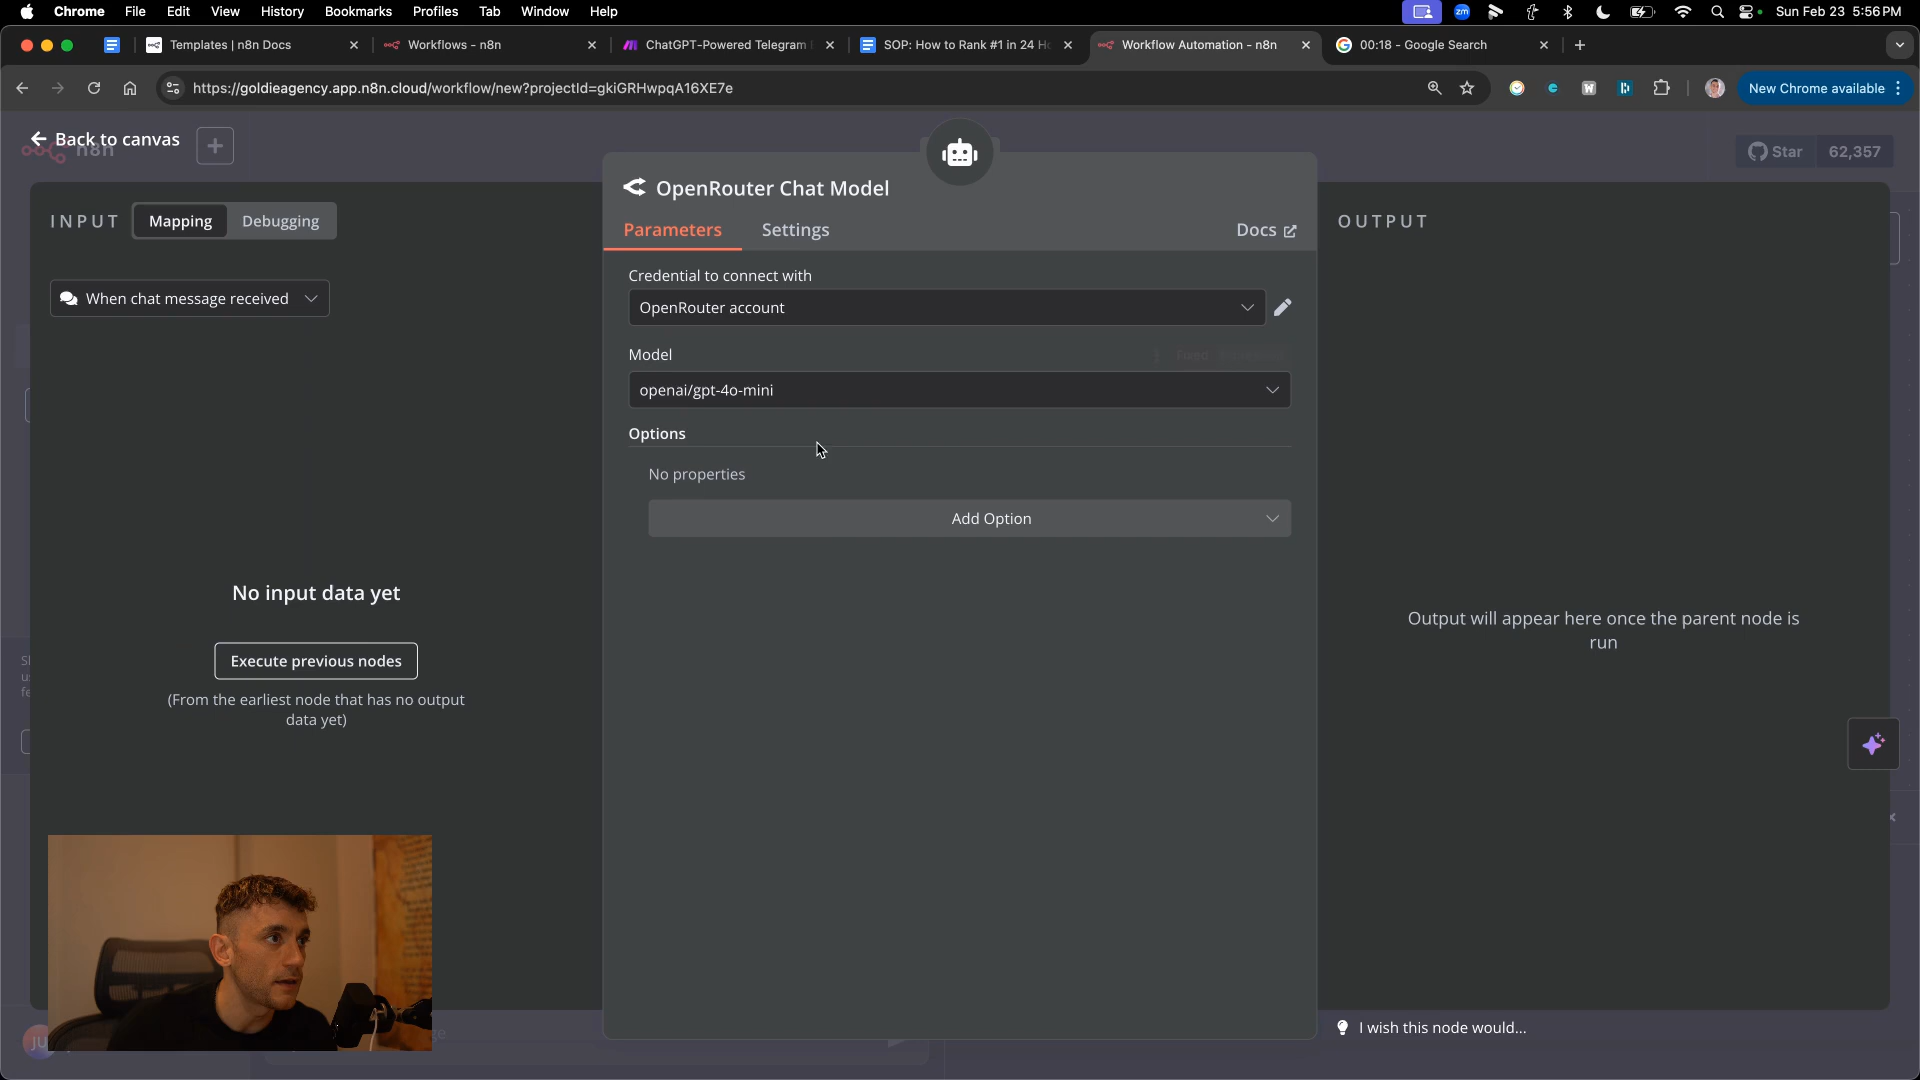 Chrome File Edit View History Bookmarks Profiles Tab Window Help
zm
Sun Feb 23 5:56 PM
Templates | n8n Docs
Workflows - n8n
ChatGPT-Powered Telegram
SOP: How to Rank #1 in 24 Ho
Workflow Automation - n8n
00:18 - Google Search
https://goldieagency.app.n8n.cloud/workflow/new?projectId=gkiGRHwpqA16XE7e
New Chrome available
Back to canvas
n8n
Star 62,357
OpenRouter Chat Model
INPUT Mapping Debugging
Parameters Settings Docs
OUTPUT
When chat message received
Credential to connect with
OpenRouter account
Model
Fixed
openai/gpt-4o-mini
Options
No properties
Add Option
No input data yet
Execute previous nodes
(From the earliest node that has no output
data yet)
Output will appear here once the parent node is
run
I wish this node would...
JU